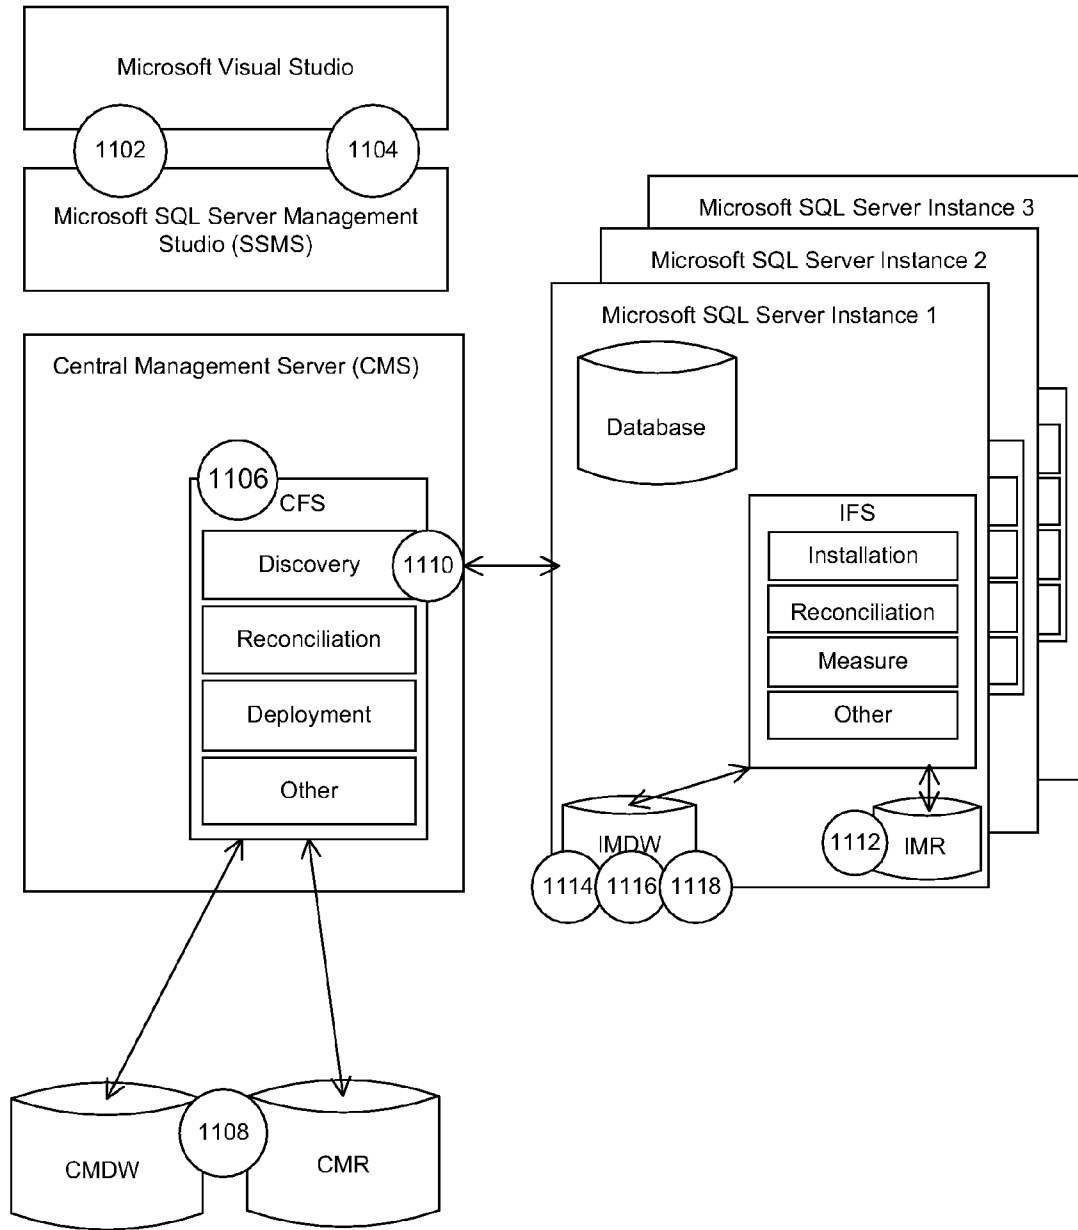 Microsoft Visual Studio
1102
1104
Microsoft SQL Server Management
Studio (SSMS)
Microsoft SQL Server Instance 3
Microsoft SQL Server Instance 2
Microsoft SQL Server Instance 1
Database
Central Management Server (CMS)
1106
CFS
Discovery
1110
Reconciliation
Deployment
Other
IFS
Installation
Reconciliation
Measure
Other
IMDW
1114
1116
1118
1112
IMR
CMDW
1108
CMR